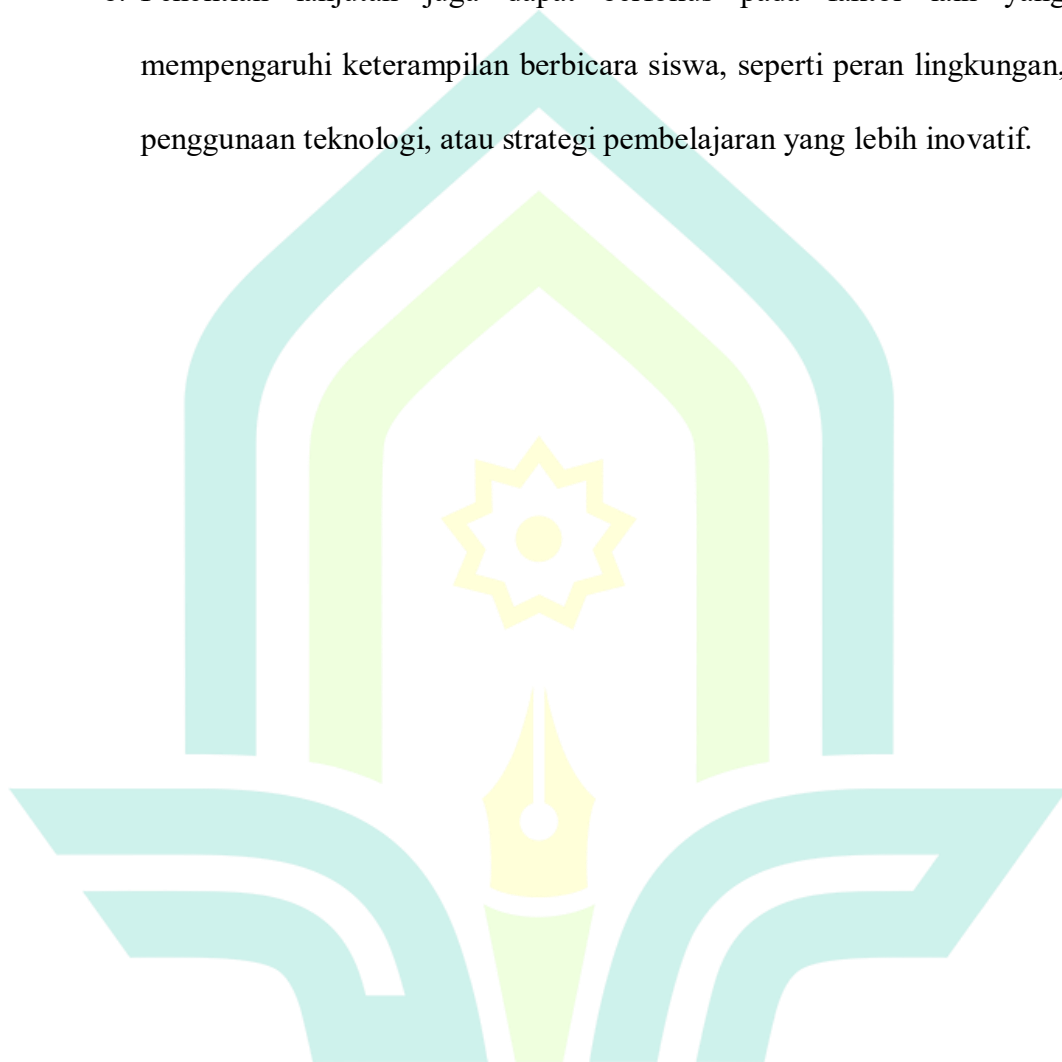 Penelitian lanjutan juga dapat berfokus pada faktor lain yang
mempengaruhi keterampilan berbicara siswa, seperti peran lingkungan,
penggunaan teknologi, atau strategi pembelajaran yang lebih inovatif.